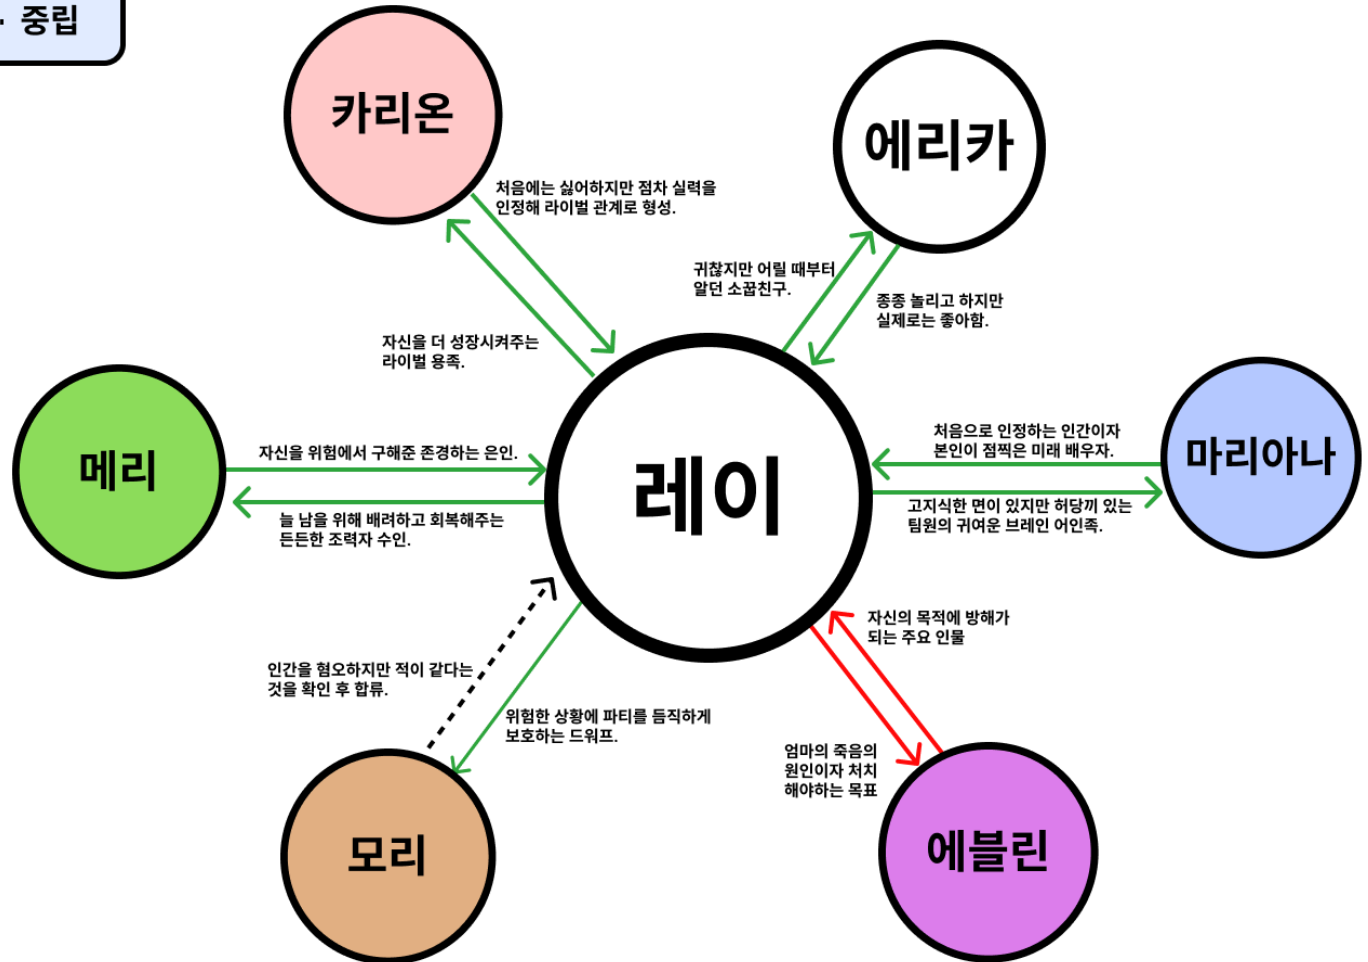 중립
카리온
에리카
처음에는 싫어하지만 점차 실력을
인정해 라이벌 관계로 형성.
귀찮지만 어릴 때부터
알던 소꿉친구.
종종 놀리고 하지만
실제로는 좋아함.
자신을 더 성장시켜주는
라이벌 용족.
메리
자신을 위험에서 구해준 존경하는 은인.
늘 남을 위해 배려하고 회복해주는
든든한 조력자 수인.
레이
처음으로 인정하는 인간이자
본인이 점찍은 미래 배우자.
고지식한 면이 있지만 허당끼 있는
팀원의 귀여운 브레인 어인족.
마리아나
인간을 혐오하지만 적이 같다는
것을 확인 후 합류.
위험한 상황에 파티를 듬직하게
보호하는 드워프.
자신의 목적에 방해가
되는 주요 인물
엄마의 죽음의
원인이자 처치
해야하는 목표
모리
에블린